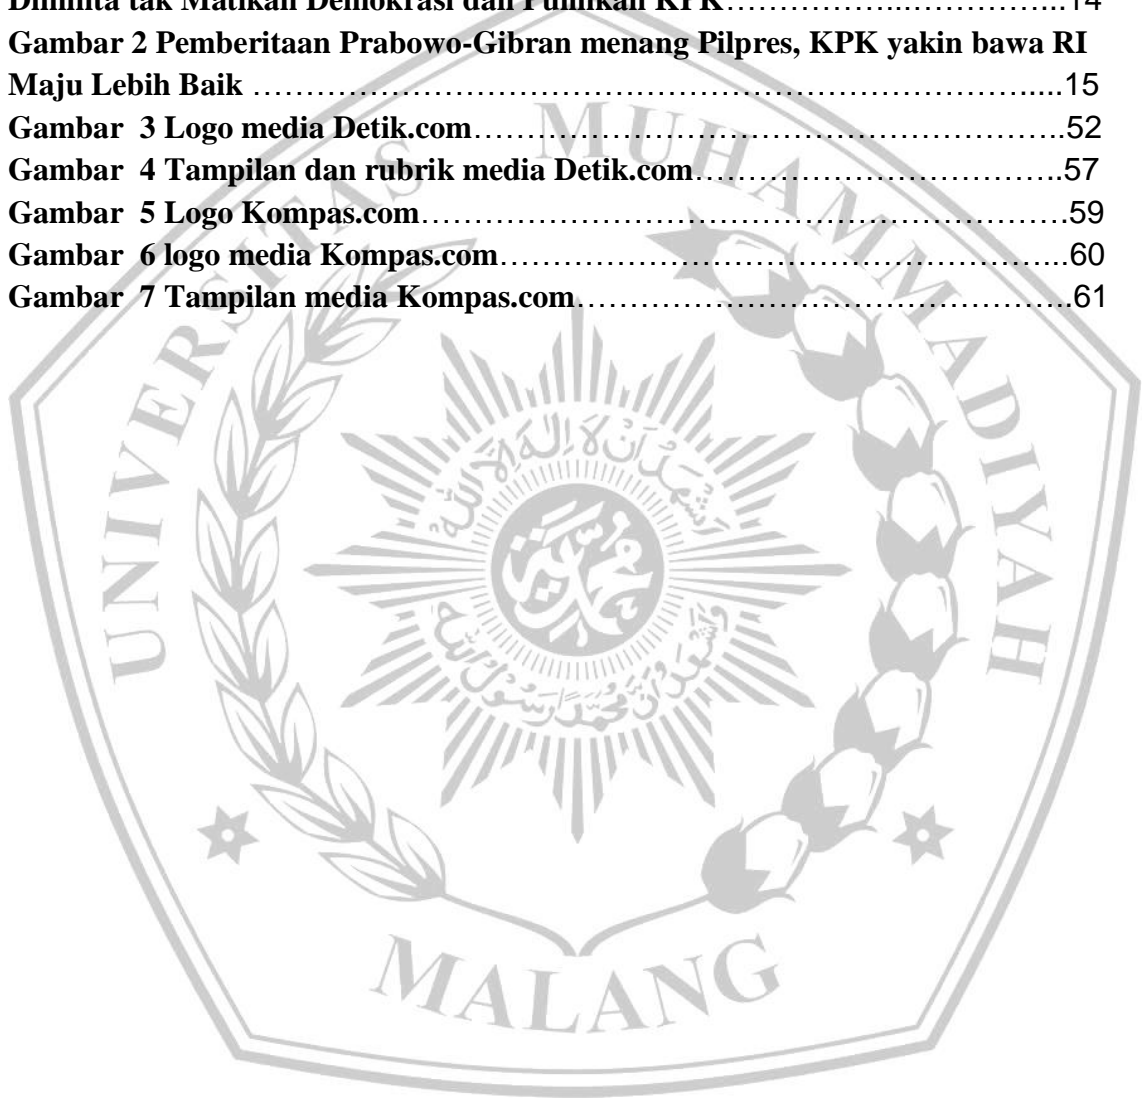 Diminta tak Matikan Demokrasi dan Pulihkan KPK……………...…………...14
Gambar 2 Pemberitaan Prabowo-Gibran menang Pilpres, KPK yakin bawa RI
Maju Lebih Baik ………………………………………………………………….....15
Gambar 3 Logo media Detik.com…………………………………………………..52
Gambar 4 Tampilan dan rubrik media Detik.com……………………………….57
Gambar 5 Logo Kompas.com……………………………………………………….59
Gambar 6 logo media Kompas.com………………………………………………...60
Gambar 7 Tampilan media Kompas.com…………………………………………..61
UNIVERSITAS MUHAMMADIYAH
MALANG